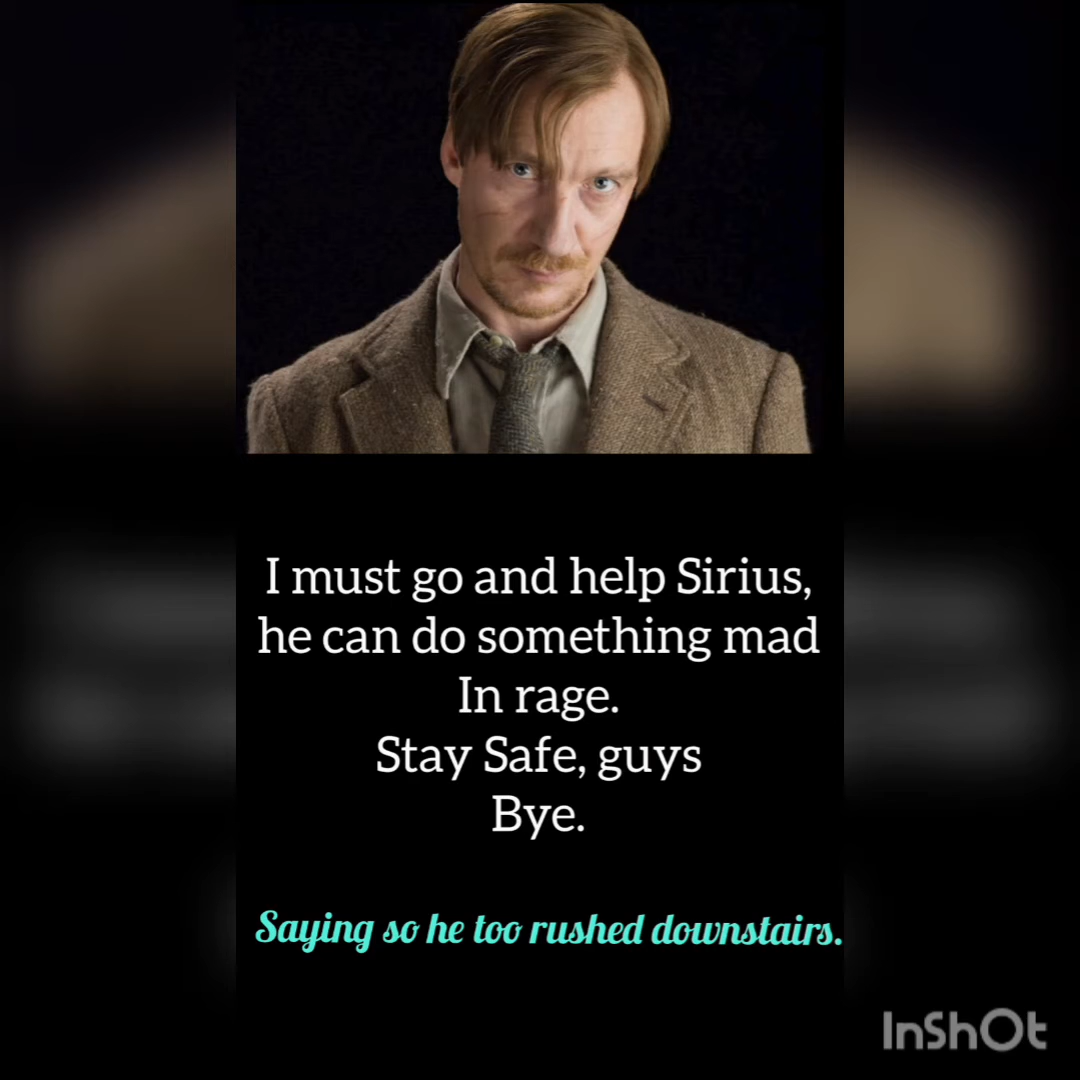 I must go and help Sirius,
he can do something mad
In rage.
Stay Safe, guys
Bye.
Saying so he too rushed downstairs.
InShOt